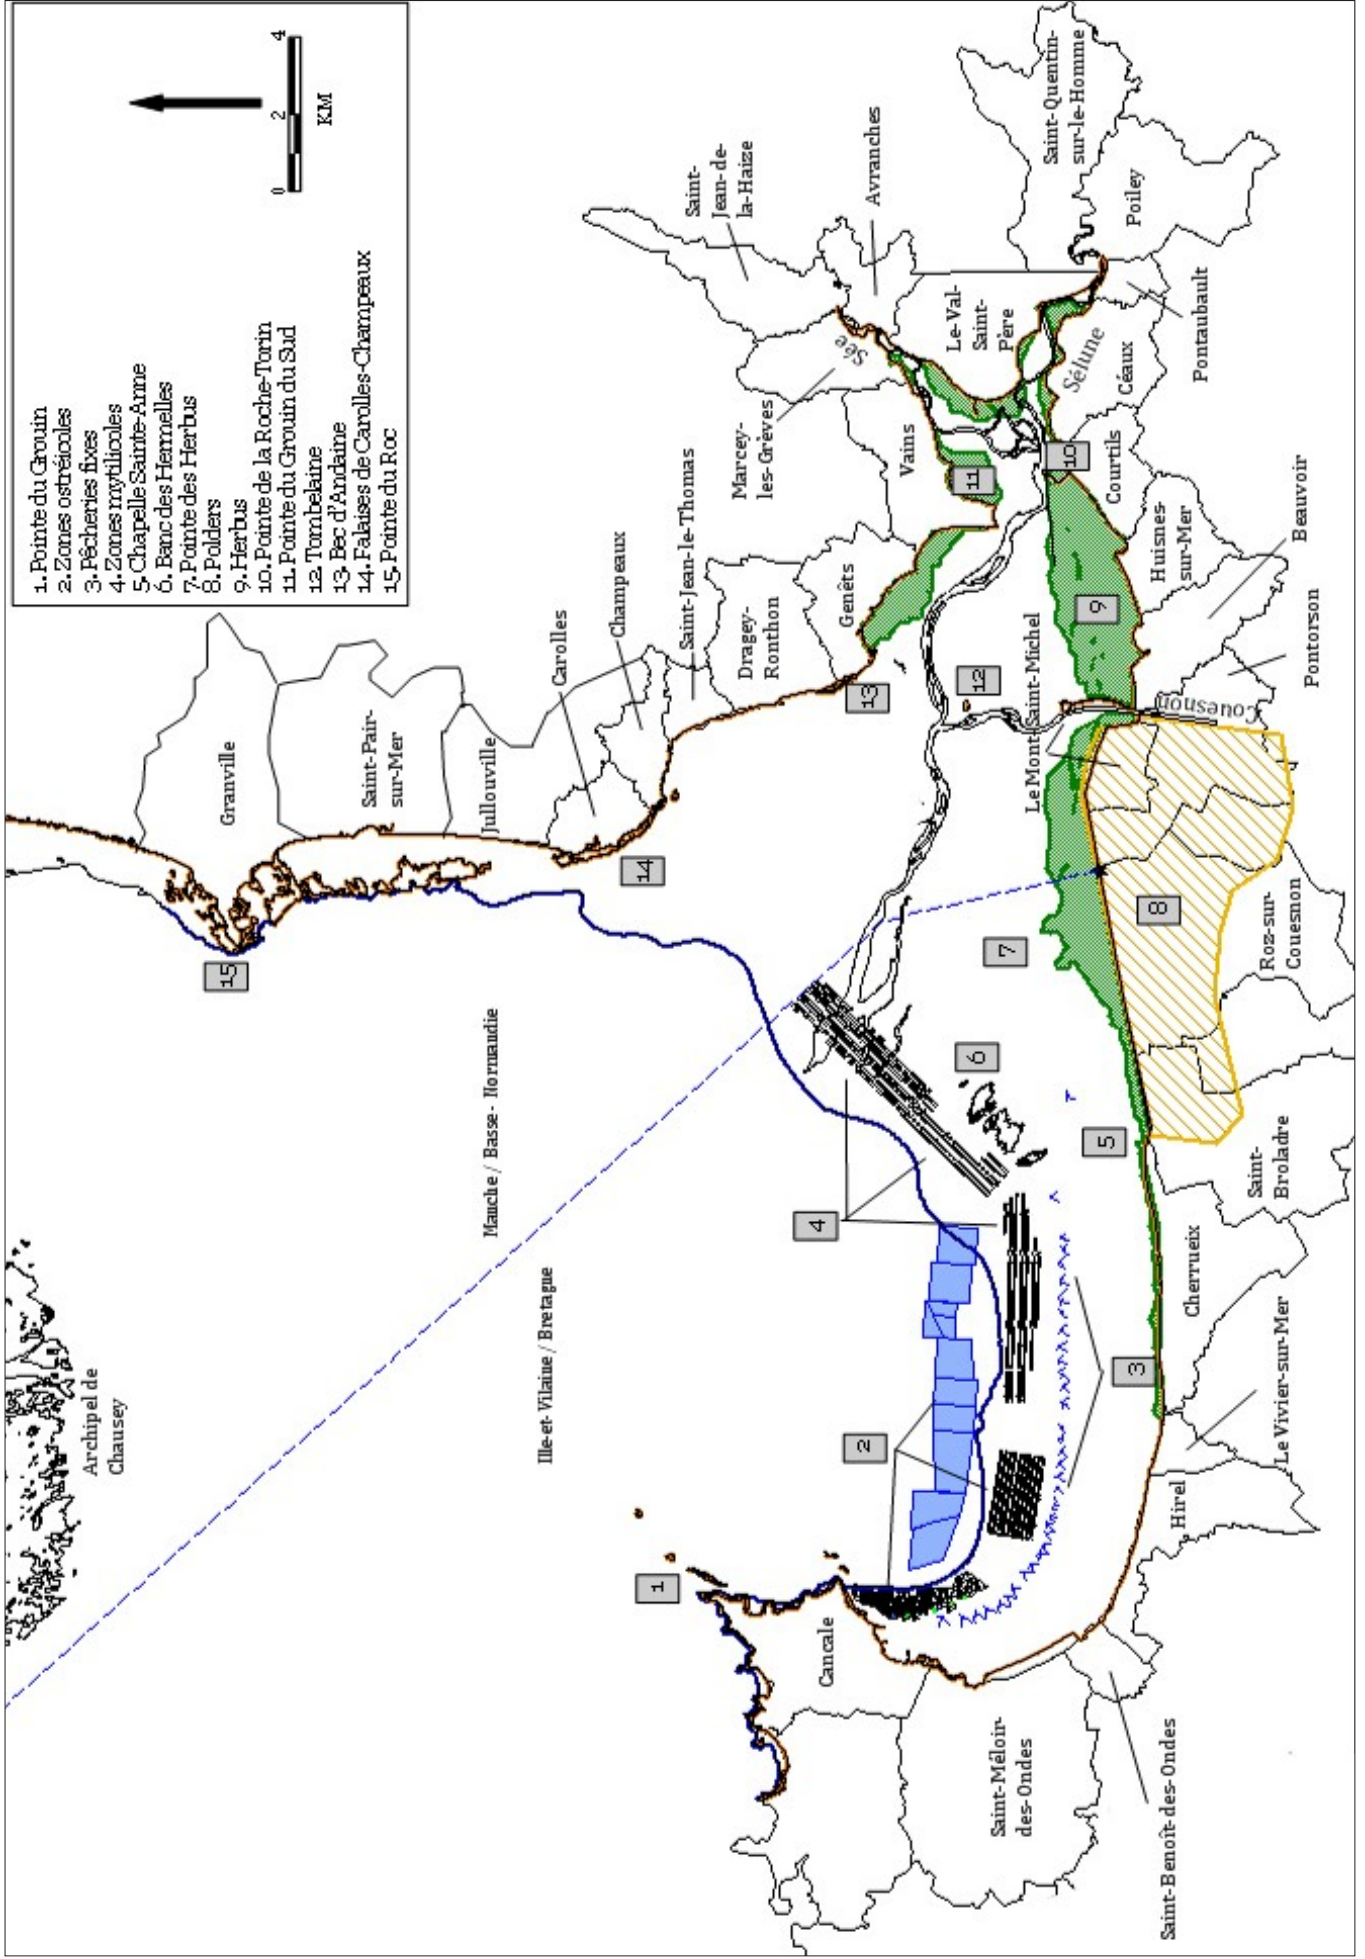 1. Pointe du Grouin
2. Zones ostréicoles
3. Pêcheries fixes
4. Zones mytilicoles
5. Chapelle Sainte-Anne
6. Banc des Hermelles
7. Pointe des Herbus
8. Polders
9. Herbus
10. Pointe de la Roche-Torin
11. Pointe du Grouin du Sud
12. Tombelaine
13. Bec d'Andaine
14. Falaises de Carolles-Champeaux
15. Pointe du Roc
0 2 4
KM
Archipel de
Chausey
Manche / Basse- Normandie
Ille-et-Vilaine / Bretagne
Granville
Saint-Pair-
sur-Mer
Jullouville
Carolles
Champeaux
Saint-Jean-le-Thomas
Dragey-
Ronthon
Genêts
Vains
Marcey-
les-Grèves
Saint-
Jean-de-
la-Haize
Avranches
Sée
Le-Val-
Saint-
Père
Saint-Quentin-
sur-le-Homme
Poiley
Pontaubault
Sélune
Céaux
Courtils
Huisnes-
sur-Mer
Beauvoir
Pontorson
Le Mont-Saint-Michel
Couesnon
Roz-sur-
Couesnon
Saint-
Broladre
Cherrueix
Le Vivier-sur-Mer
Hirel
Saint-Benoît-des-Ondes
Saint-Méloir-
des-Ondes
Cancale
1
2
3
4
5
6
7
8
9
10
11
12
13
14
15